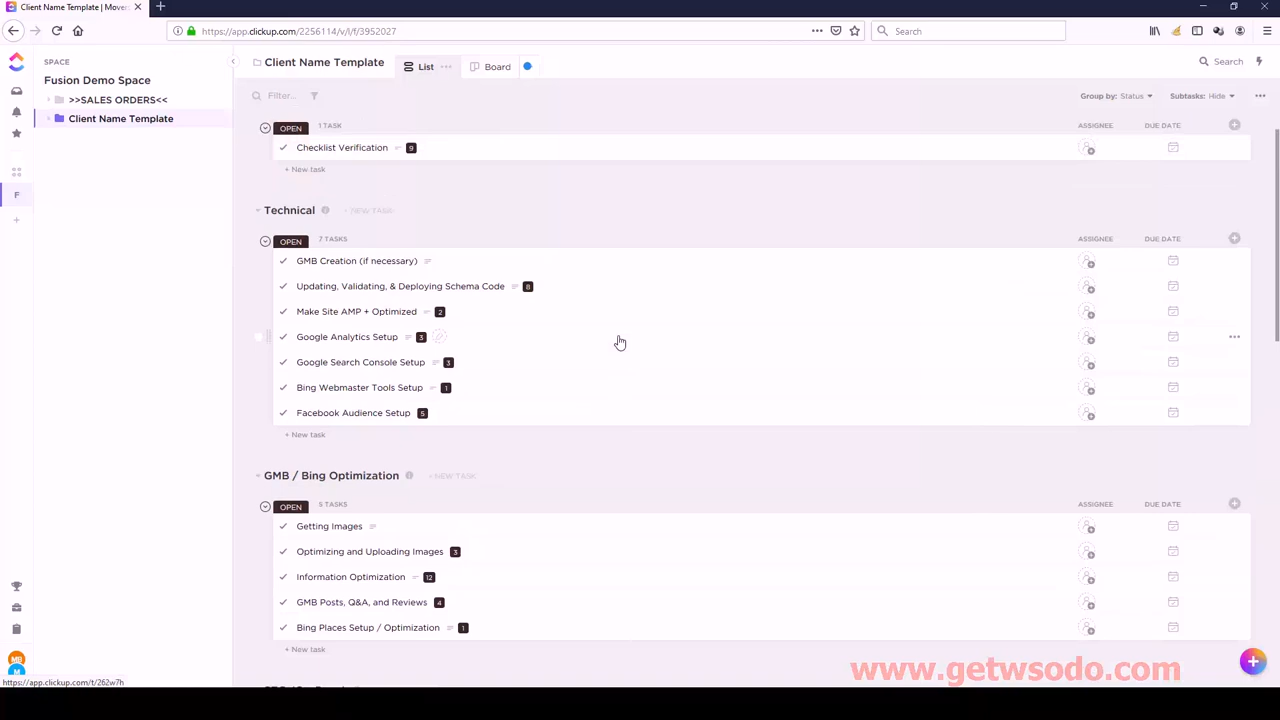 Client Name Template | Mover
https://app.clickup.com/2256114/v/l/f/3952027
Search
SPACE
Fusion Demo Space
>>SALES ORDERS<<
Client Name Template
Client Name Template
List
Board
Search
Filter...
Group by: Status
Subtasks: Hide
OPEN
1 TASK
ASSIGNEE
DUE DATE
Checklist Verification
9
+ New task
Technical
+ NEW TASK
OPEN
7 TASKS
ASSIGNEE
DUE DATE
GMB Creation (if necessary)
Updating, Validating, & Deploying Schema Code
8
Make Site AMP + Optimized
2
Google Analytics Setup
3
Google Search Console Setup
3
Bing Webmaster Tools Setup
1
Facebook Audience Setup
5
+ New task
GMB / Bing Optimization
+ NEW TASK
OPEN
5 TASKS
ASSIGNEE
DUE DATE
Getting Images
Optimizing and Uploading Images
3
Information Optimization
12
GMB Posts, Q&A, and Reviews
4
Bing Places Setup / Optimization
1
+ New task
F
MB
M
https://app.clickup.com/t/262w7h
www.getwsodo.com